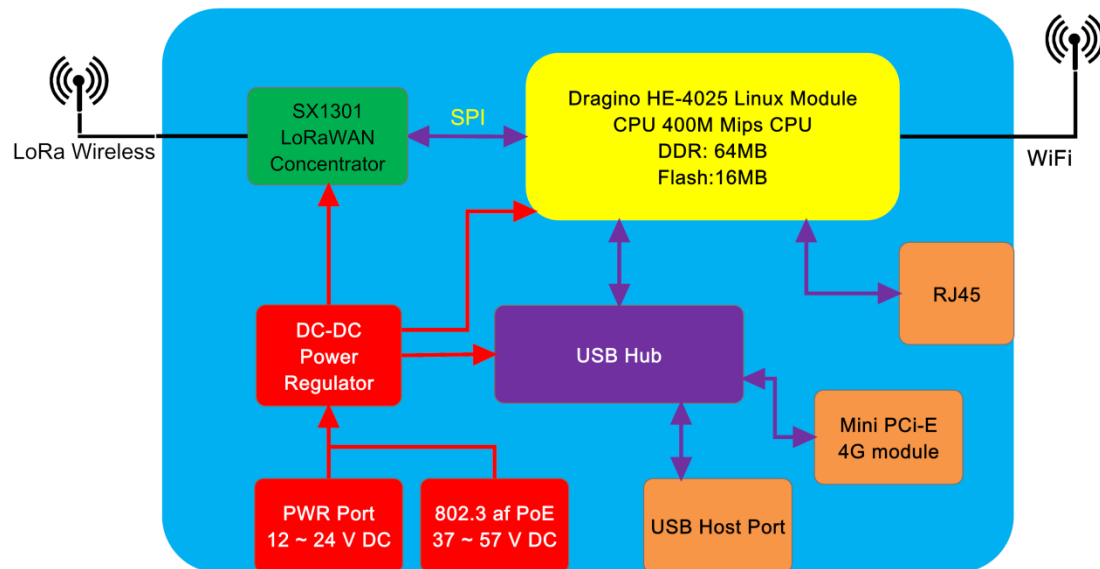 LoRa Wireless
SX1301
LoRaWAN
Concentrator
SPI
Dragino HE-4025 Linux Module
CPU 400M Mips CPU
DDR: 64MB
Flash:16MB
WiFi
RJ45
DC-DC
Power
Regulator
USB Hub
Mini PCi-E
4G module
PWR Port
12 ~ 24 V DC
802.3 af PoE
37 ~ 57 V DC
USB Host Port